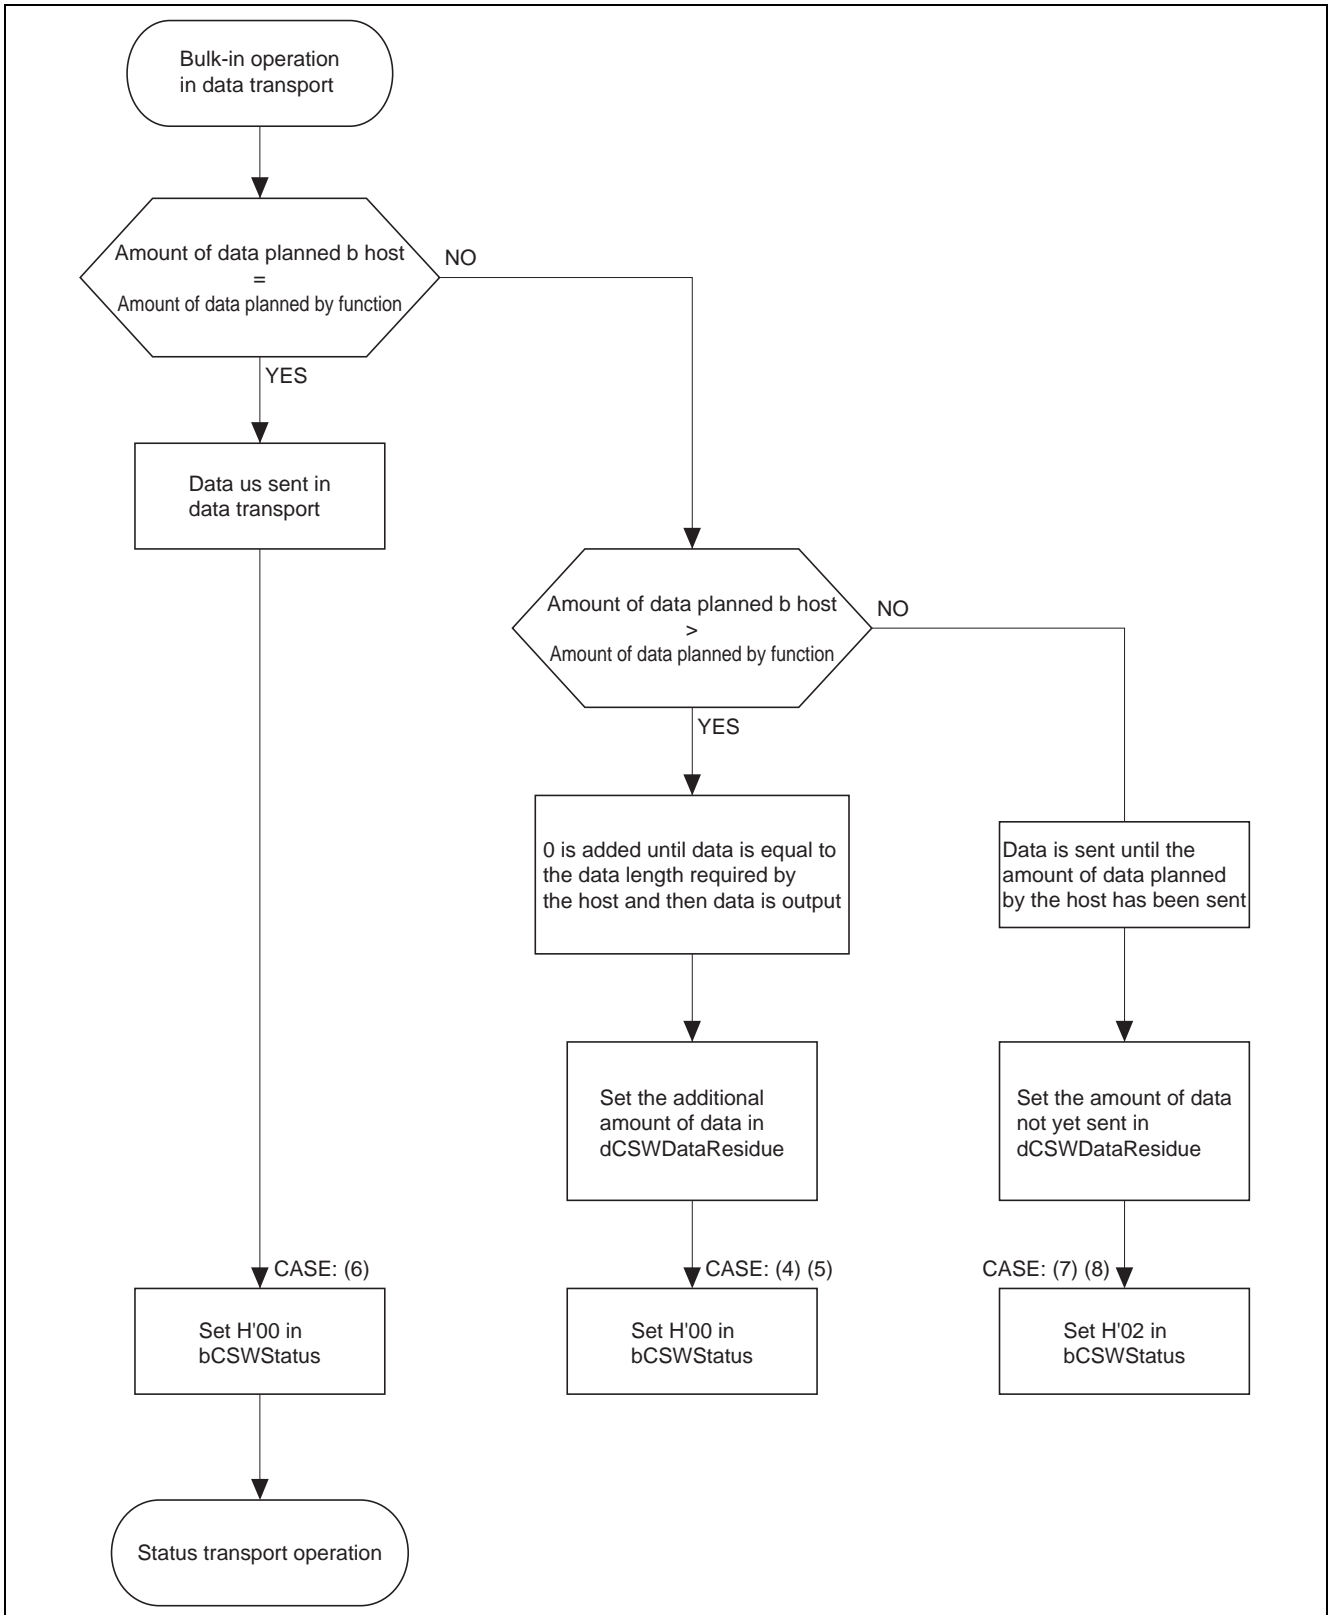 Bulk-in operation
in data transport
Amount of data planned b host
=
Amount of data planned by function
NO
YES
Data us sent in
data transport
Amount of data planned b host
>
Amount of data planned by function
NO
YES
0 is added until data is equal to
the data length required by
the host and then data is output
Data is sent until the
amount of data planned
by the host has been sent
Set the additional
amount of data in
dCSWDataResidue
Set the amount of data
not yet sent in
dCSWDataResidue
CASE: (6)
CASE: (4) (5)
CASE: (7) (8)
Set H'00 in
bCSWStatus
Set H'00 in
bCSWStatus
Set H'02 in
bCSWStatus
Status transport operation